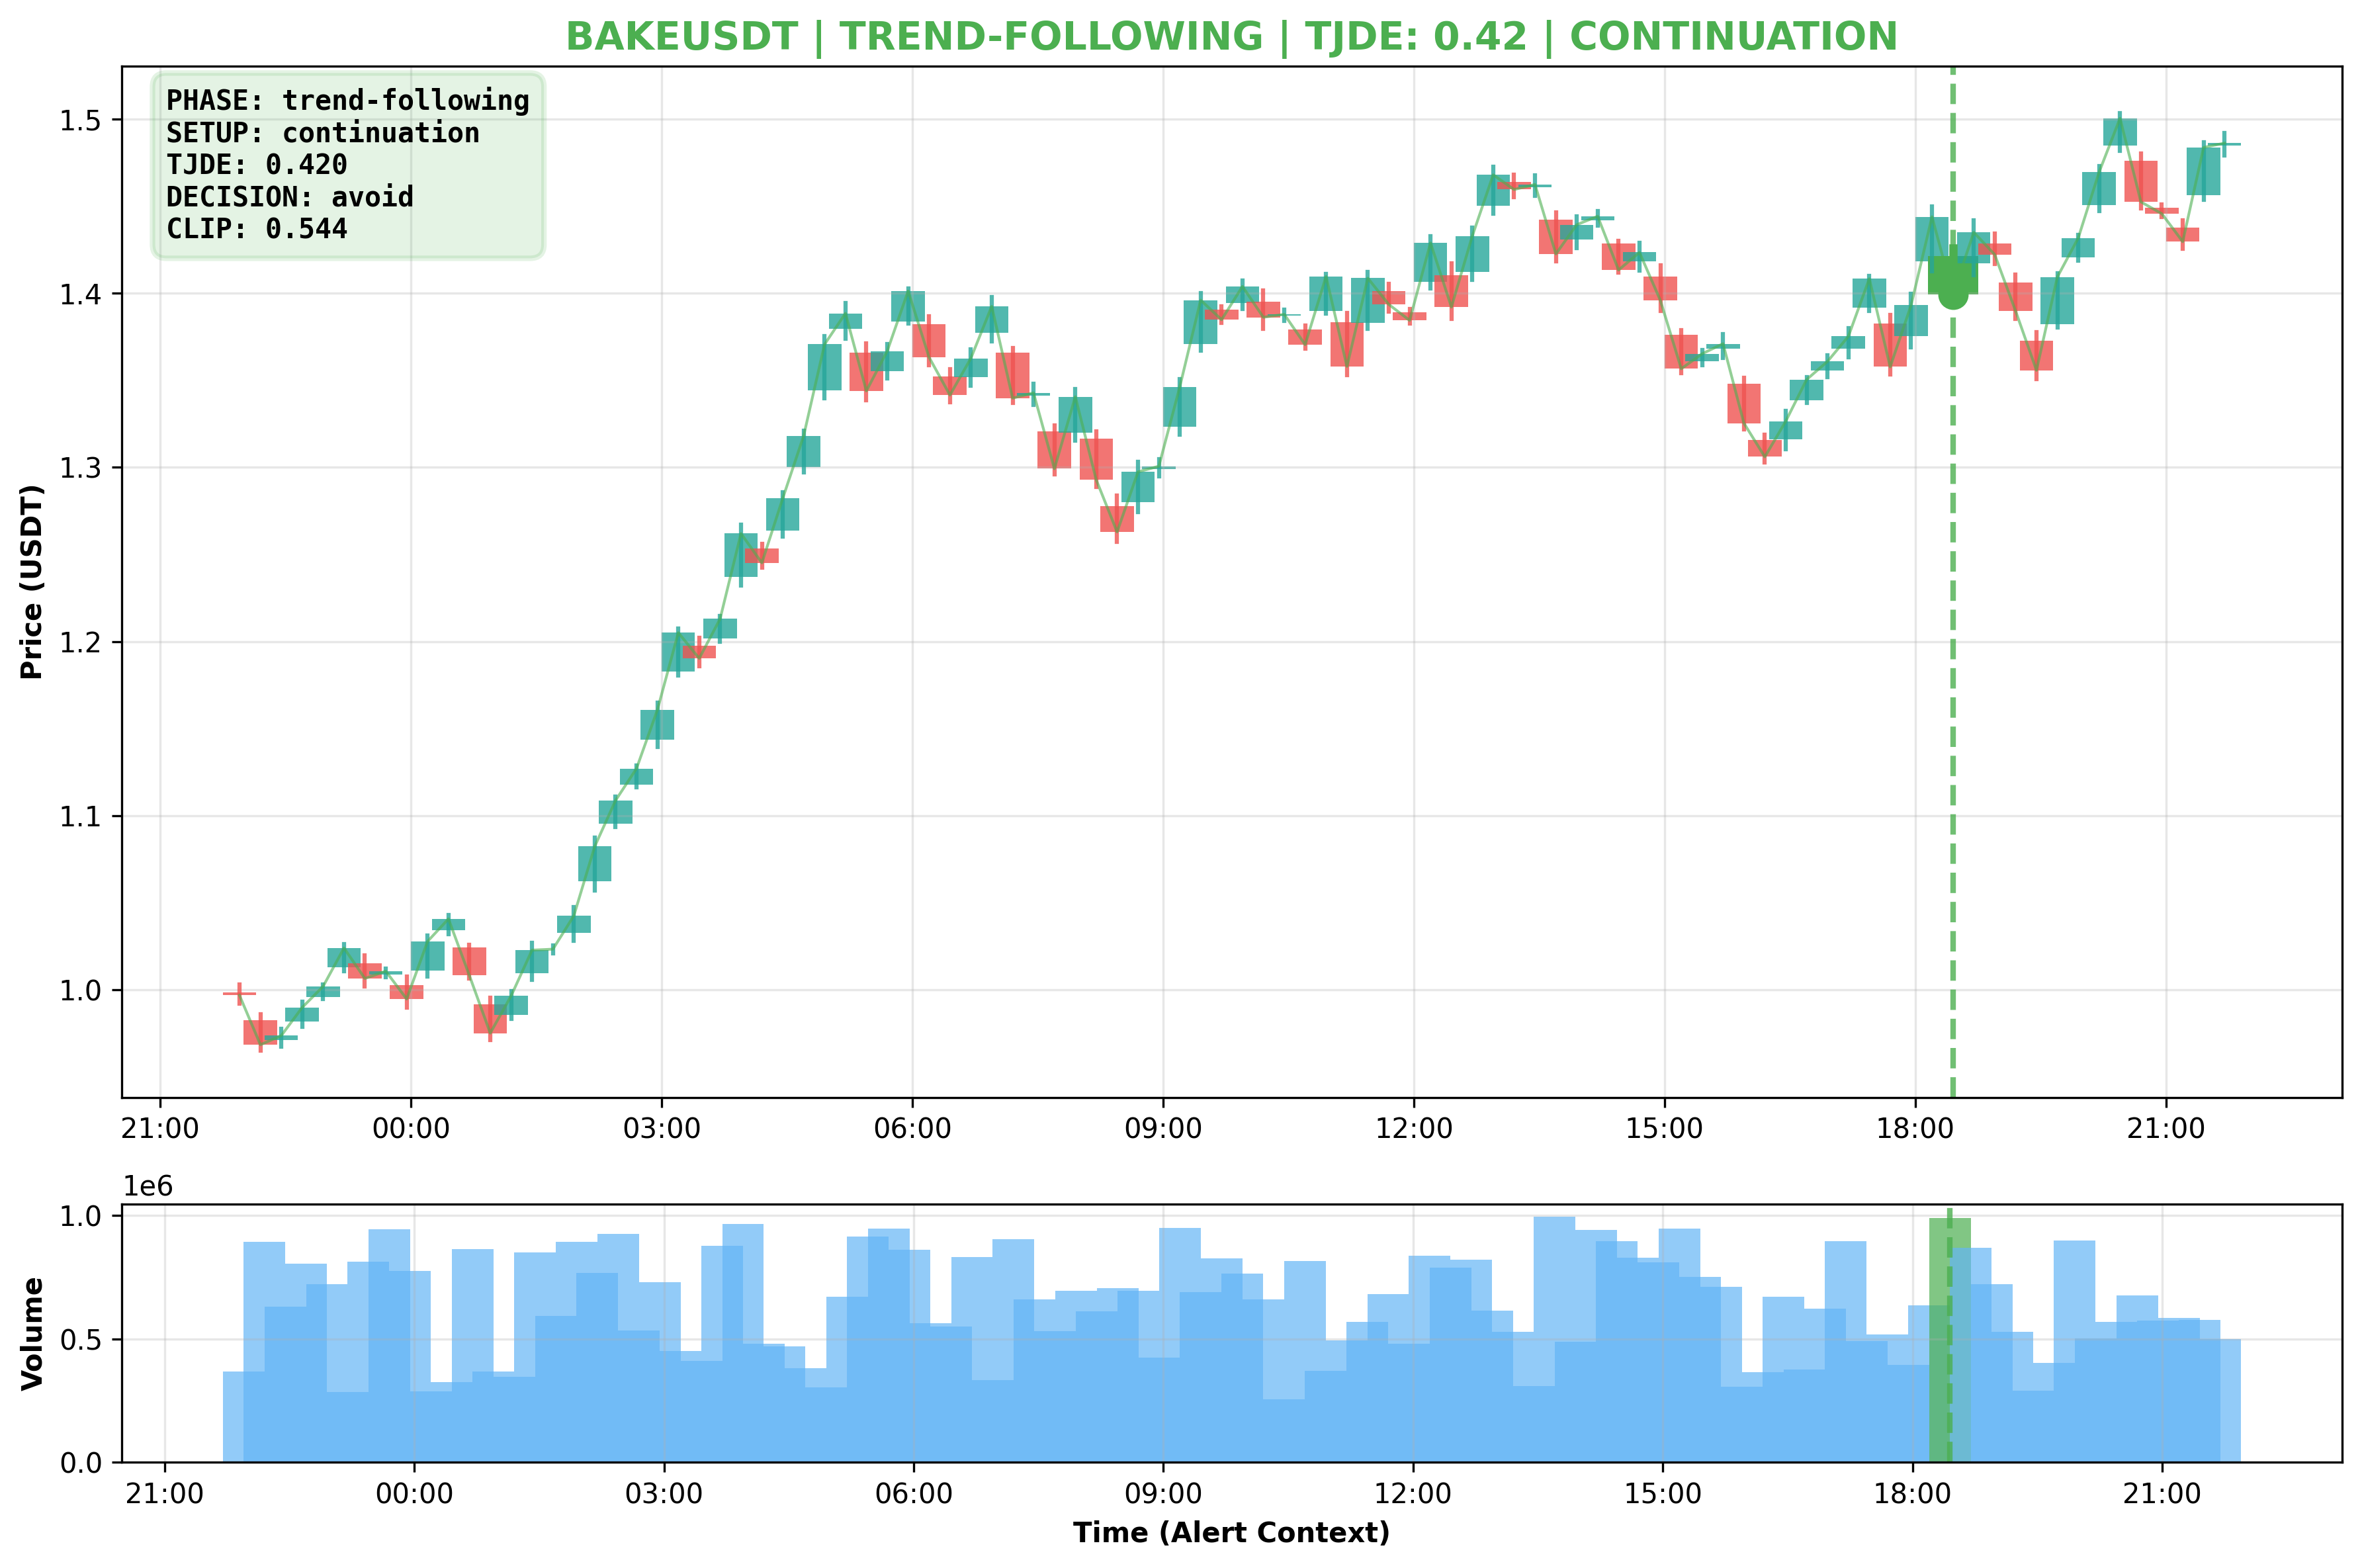 BAKEUSDT | TREND-FOLLOWING | TJDE: 0.42 | CONTINUATION
PHASE: trend-following
SETUP: continuation
TJDE: 0.420
DECISION: avoid
CLIP: 0.544
Price (USDT)
1.5
1.4
1.3
1.2
1.1
1.0
21:00 00:00 03:00 06:00 09:00 12:00 15:00 18:00 21:00
1e6
Volume
1.0
0.5
0.0
21:00 00:00 03:00 06:00 09:00 12:00 15:00 18:00 21:00
Time (Alert Context)